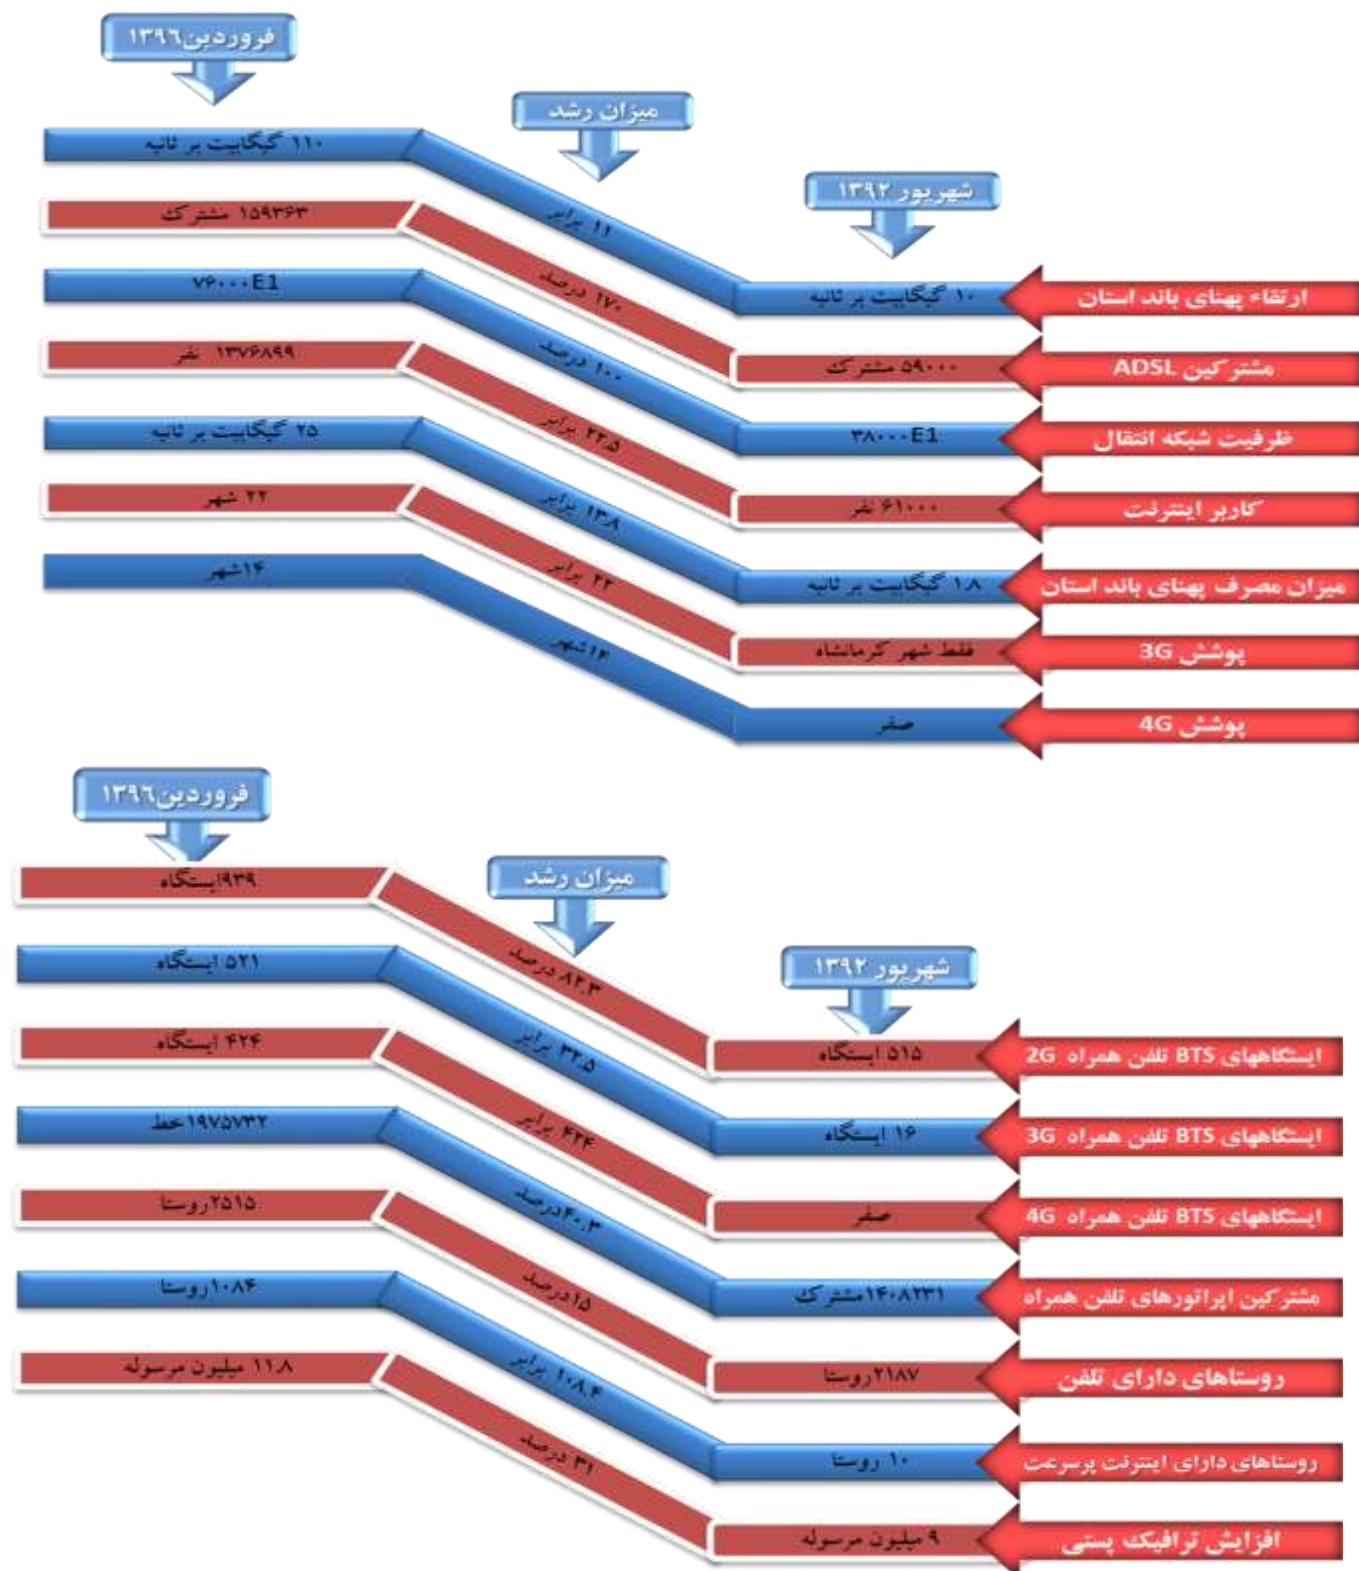 فروردین۱۳۹۶
میزان رشد
شهریور ۱۳۹۲
ارتقاء پهنای باند استان
۱۰ گیگابیت بر ثانیه
۱۱ برابر
۱۱۰ گیگابیت بر ثانیه
مشترکین ADSL
۵۹۰۰۰ مشترک
۱۷۰ درصد
۱۵۹۳۶۳ مشترک
ظرفیت شبکه انتقال
۳۸۰۰۰E1
۱۰۰ درصد
۷۶۰۰۰E1
کاربر اینترنت
۶۱۰۰۰ نفر
۲۲.۵ برابر
۱۳۷۶۸۹۹ نفر
میزان مصرف پهنای باند استان
۱.۸ گیگابیت بر ثانیه
۱۳.۸ برابر
۲۵ گیگابیت بر ثانیه
پوشش 3G
فقط شهر کرمانشاه
۲۲ برابر
۲۲ شهر
پوشش 4G
صفر
۱۴شهر
۱۴شهر
فروردین۱۳۹۶
میزان رشد
شهریور ۱۳۹۲
ایستگاههای BTS تلفن همراه 2G
۵۱۵ ایستگاه
۸۲.۳ درصد
۹۳۹ایستگاه
ایستگاههای BTS تلفن همراه 3G
۱۶ ایستگاه
۳۲.۵ برابر
۵۲۱ ایستگاه
ایستگاههای BTS تلفن همراه 4G
صفر
۴۲۴ برابر
۴۲۴ ایستگاه
مشترکین اپراتورهای تلفن همراه
۱۴۰۸۲۳۱مشترک
۴۰.۳درصد
۱۹۷۵۷۳۲خط
روستاهای دارای تلفن
۲۱۸۷روستا
۱۵درصد
۲۵۱۵روستا
روستاهای دارای اینترنت پرسرعت
۱۰ روستا
۱۰۸.۴ برابر
۱۰۸۴روستا
افزایش ترافیک پستی
۹ میلیون مرسوله
۳۱ درصد
۱۱.۸ میلیون مرسوله